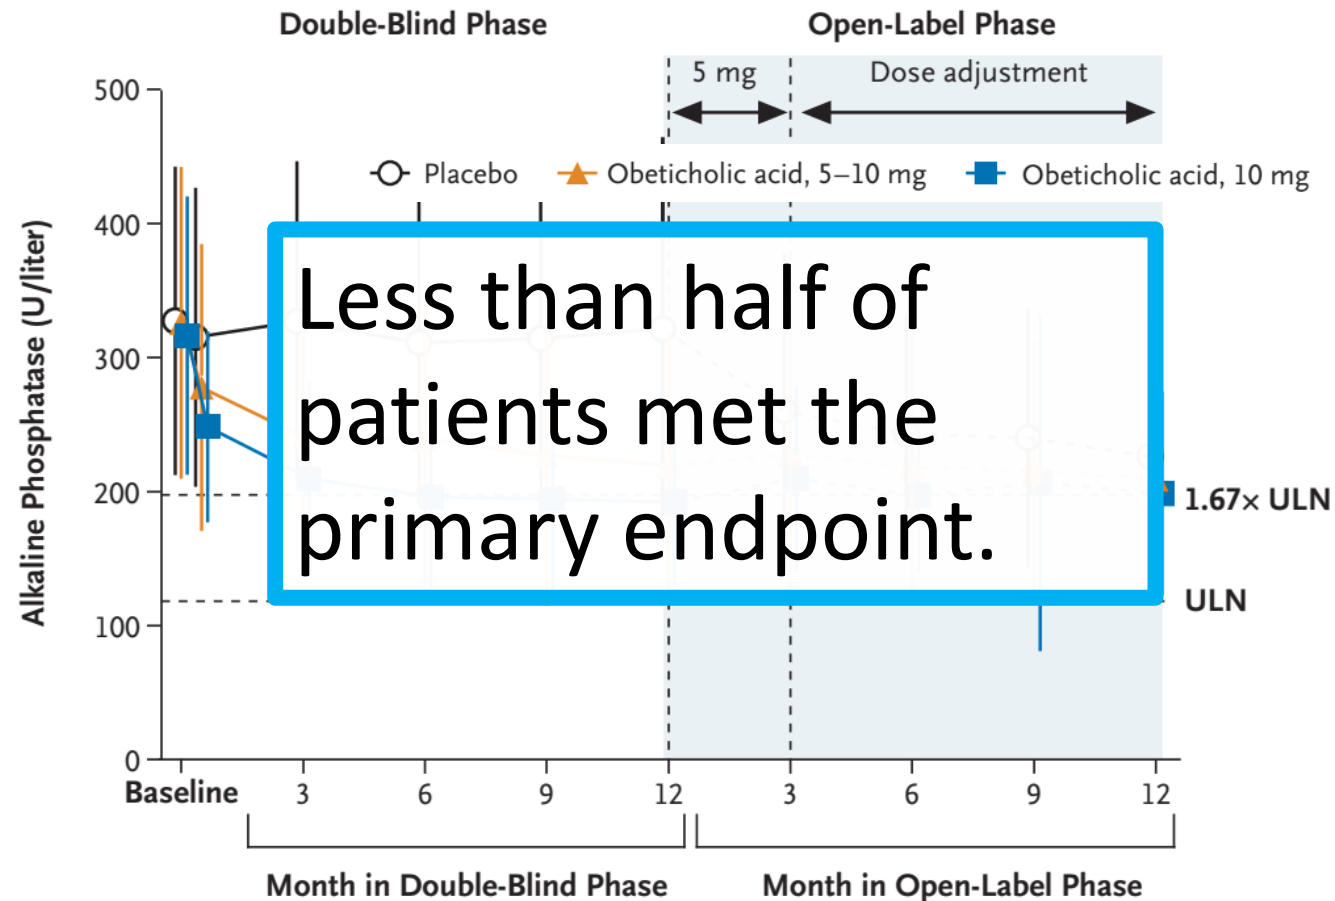 Double-Blind Phase
Open-Label Phase
5 mg
Dose adjustment
Placebo
Obeticholic acid, 5–10 mg
Obeticholic acid, 10 mg
Alkaline Phosphatase (U/liter)
500
400
300
200
100
0
Less than half of
patients met the
primary endpoint.
1.67× ULN
ULN
Baseline 3 6 9 12 3 6 9 12
Month in Double-Blind Phase
Month in Open-Label Phase